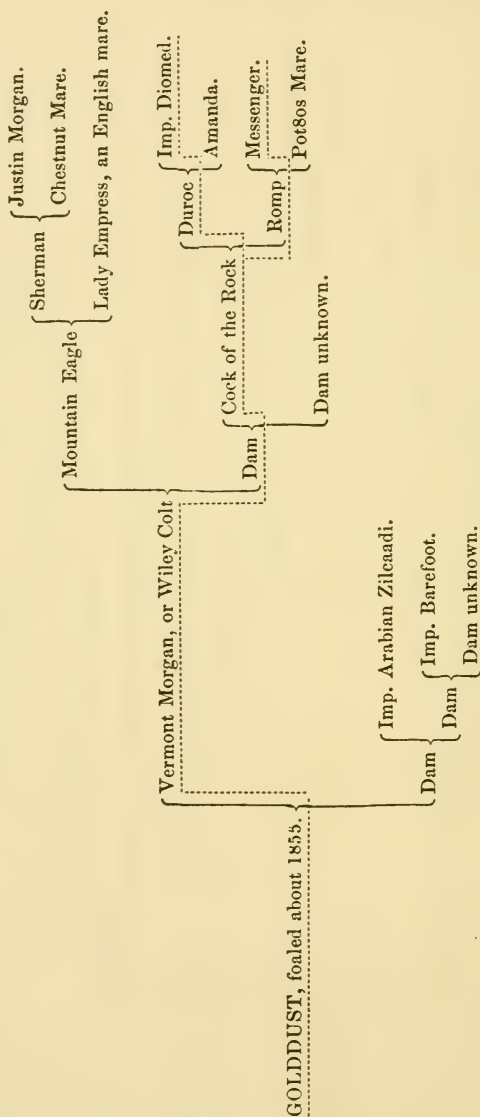 Justin Morgan.
Sherman
Chestnut Mare.
Mountain Eagle
Lady Empress, an English mare.
Vermont Morgan, or Wiley Colt
Imp. Diomed.
Duroc
Amanda.
Cock of the Rock
Messenger.
Romp
Pot8os Mare.
Dam
Dam unknown.
GOLDDUST, foaled about 1855.
Imp. Arabian Zilcaadi.
Dam
Imp. Barefoot.
Dam
Dam unknown.